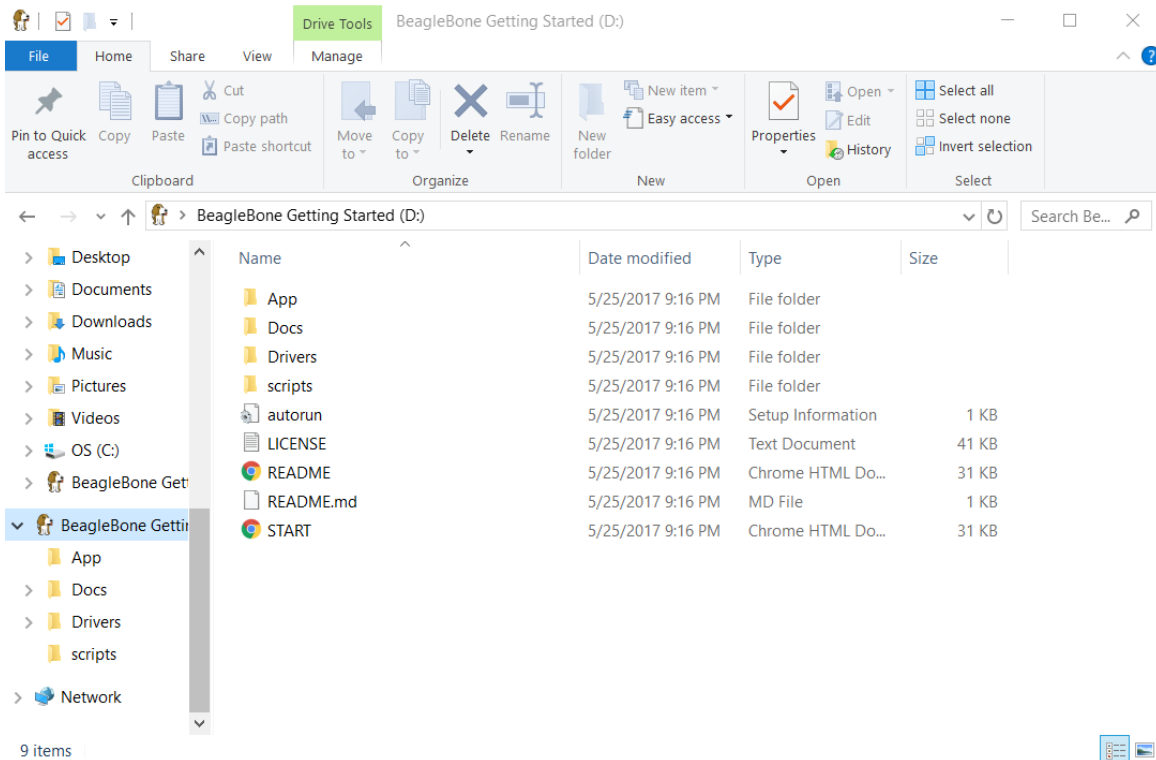 Drive Tools BeagleBone Getting Started (D:)
File Home Share View Manage
Pin to Quick access
Copy
Paste
Cut
Copy path
Paste shortcut
Move to
Copy to
Delete
Rename
New folder
New item
Easy access
Properties
Open
Edit
History
Select all
Select none
Invert selection
Clipboard Organize New Open Select
BeagleBone Getting Started (D:) Search Be...
Desktop
Documents
Downloads
Music
Pictures
Videos
OS (C:)
BeagleBone Get
BeagleBone Gettin
App
Docs
Drivers
scripts
Network
Name Date modified Type Size
App 5/25/2017 9:16 PM File folder
Docs 5/25/2017 9:16 PM File folder
Drivers 5/25/2017 9:16 PM File folder
scripts 5/25/2017 9:16 PM File folder
autorun 5/25/2017 9:16 PM Setup Information 1 KB
LICENSE 5/25/2017 9:16 PM Text Document 41 KB
README 5/25/2017 9:16 PM Chrome HTML Do... 31 KB
README.md 5/25/2017 9:16 PM MD File 1 KB
START 5/25/2017 9:16 PM Chrome HTML Do... 31 KB
9 items